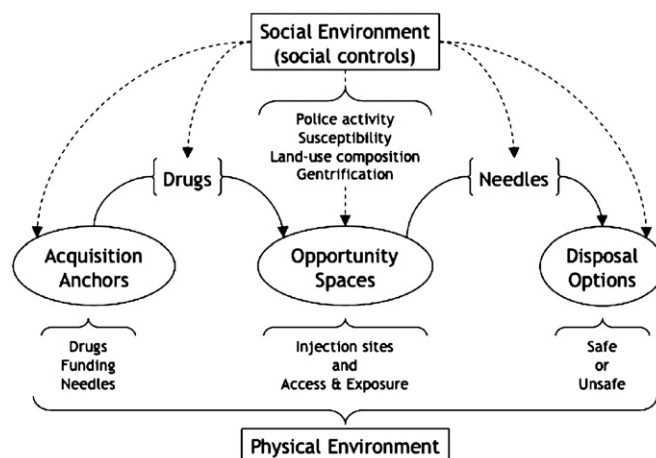 Social Environment
(social controls)
Police activity
Susceptibility
Land-use composition
Gentrification
Drugs
Needles
Acquisition
Anchors
Opportunity
Spaces
Disposal
Options
Drugs
Funding
Needles
Injection sites
and
Access & Exposure
Safe
or
Unsafe
Physical Environment